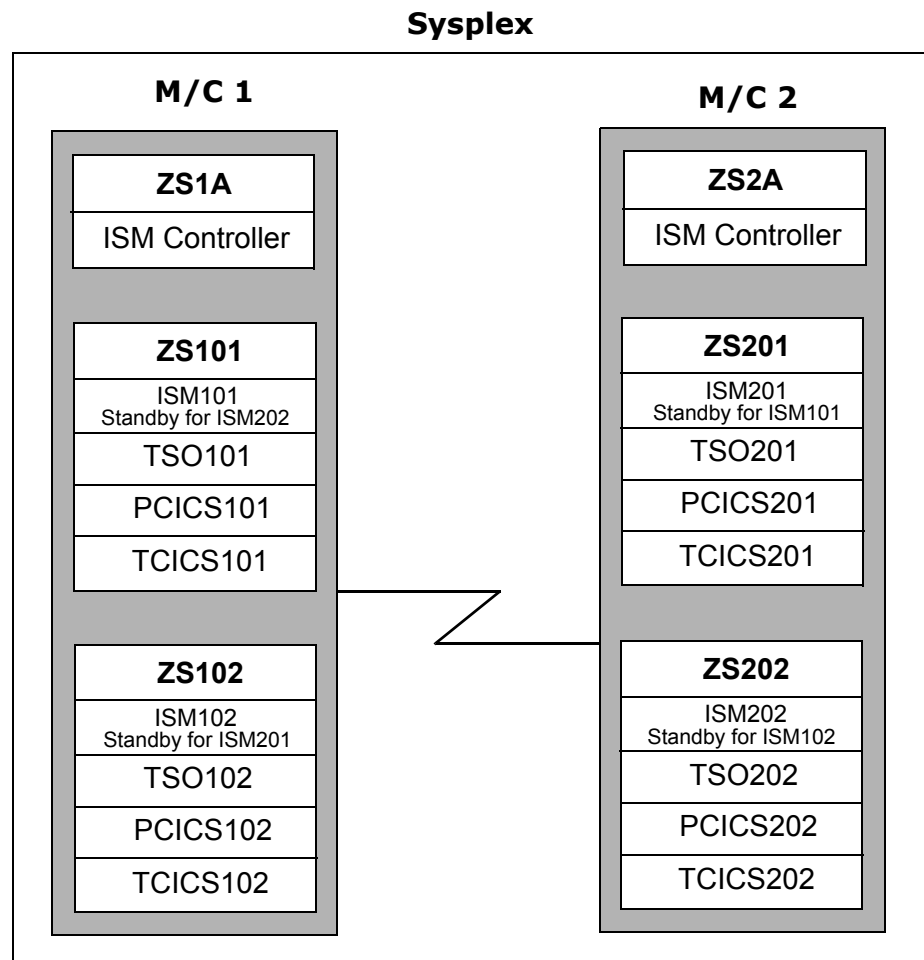 Sysplex
M/C 1
ZS1A
ISM Controller
ZS101
ISM101
Standby for ISM202
TSO101
PCICS101
TCICS101
ZS102
ISM102
Standby for ISM201
TSO102
PCICS102
TCICS102
M/C 2
ZS2A
ISM Controller
ZS201
ISM201
Standby for ISM101
TSO201
PCICS201
TCICS201
ZS202
ISM202
Standby for ISM102
TSO202
PCICS202
TCICS202